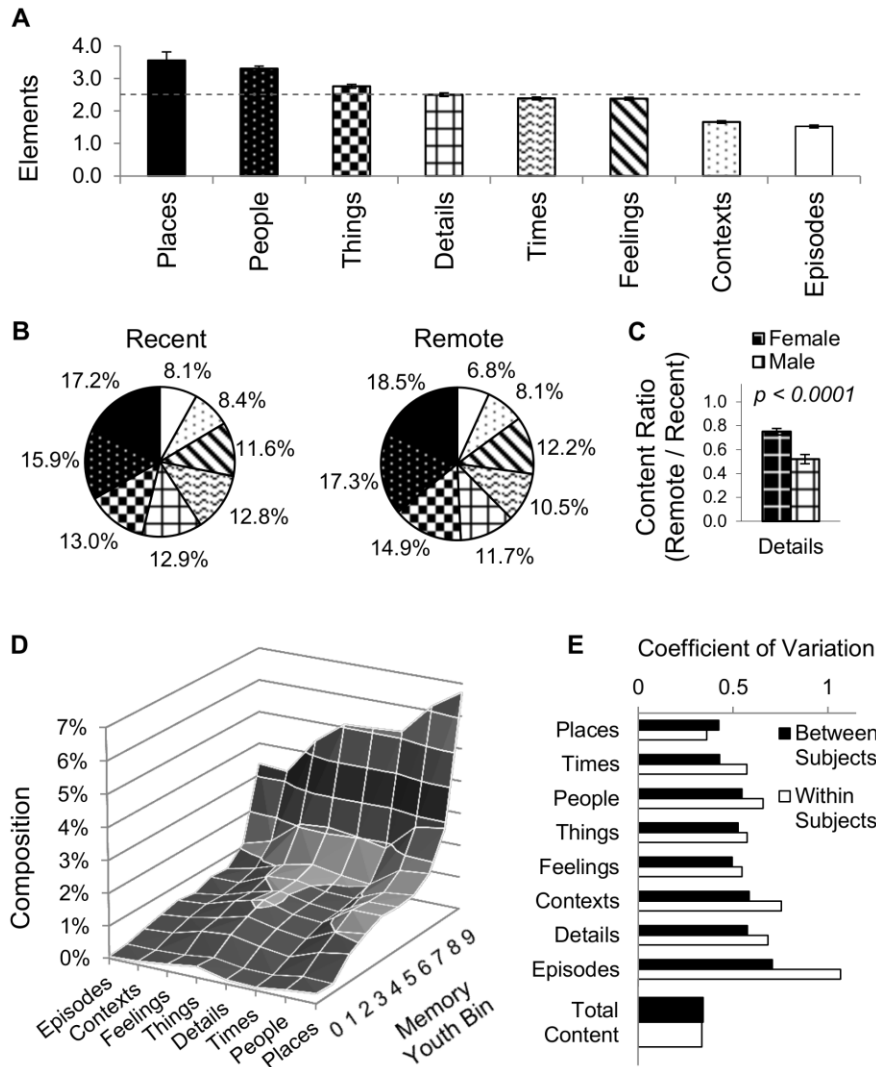 A
Elements
4.0
3.0
2.0
1.0
0.0
Places
People
Things
Details
Times
Feelings
Contexts
Episodes
B
Recent
17.2%
8.1%
8.4%
11.6%
12.8%
12.9%
13.0%
15.9%
Remote
18.5%
6.8%
8.1%
12.2%
10.5%
11.7%
14.9%
17.3%
C
Female
Male
p < 0.0001
Content Ratio
(Remote / Recent)
1.0
0.8
0.6
0.4
0.2
0.0
Details
D
Composition
7%
6%
5%
4%
3%
2%
1%
0%
Episodes
Contexts
Feelings
Things
Details
Times
People
Places
0 1 2 3 4 5 6 7 8 9
Memory
Youth Bin
E
Coefficient of Variation
0 0.5 1
Places
Times
People
Things
Feelings
Contexts
Details
Episodes
Total
Content
Between
Subjects
Within
Subjects